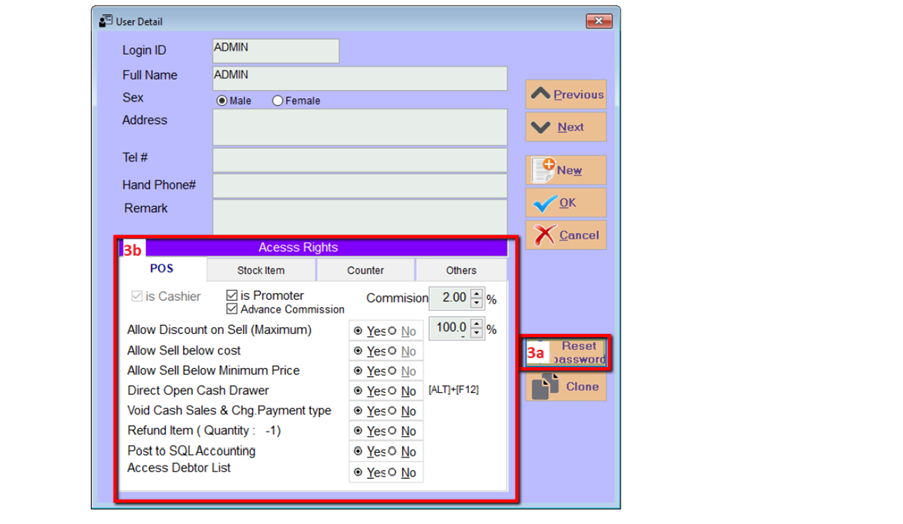 User Detail
Login ID
ADMIN
Full Name
ADMIN
Sex
Male
Female
Address
Tel #
Hand Phone#
Remark
Previous
Next
New
OK
Cancel
3b
Acesss Rights
POS
Stock Item
Counter
Others
is Cashier
is Promoter
Commision
2.00
%
Advance Commission
Allow Discount on Sell (Maximum)
Yes
No
100.0
%
Allow Sell below cost
Yes
No
Allow Sell Below Minimum Price
Yes
No
Direct Open Cash Drawer
Yes
No
[ALT]+[F12]
Void Cash Sales & Chg.Payment type
Yes
No
Refund Item ( Quantity : -1)
Yes
No
Post to SQL Accounting
Yes
No
Access Debtor List
Yes
No
3a
Reset
password
Clone